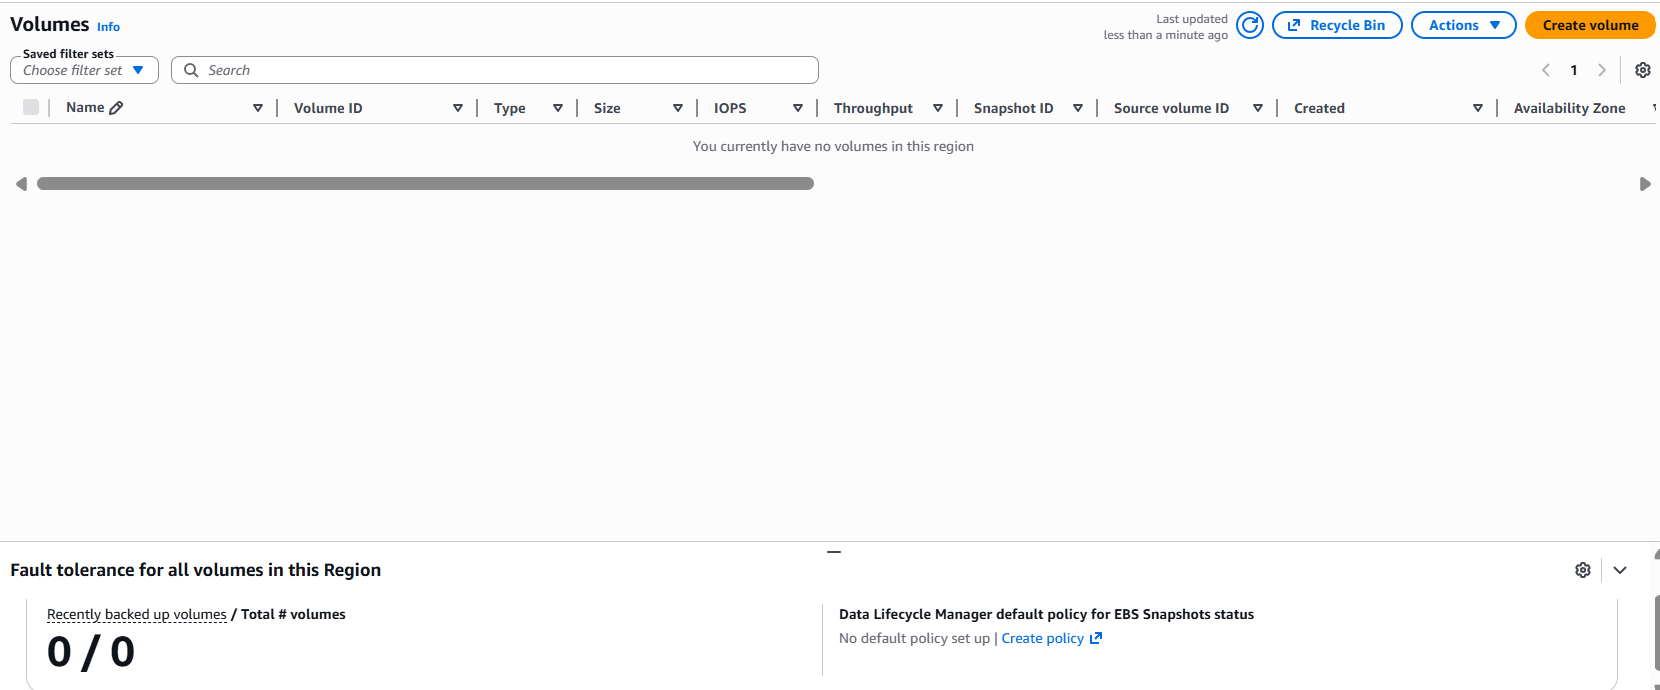 Volumes Info
Last updated
less than a minute ago
Recycle Bin
Actions
Create volume
Saved filter sets
Choose filter set
Search
1
Name
Volume ID
Type
Size
IOPS
Throughput
Snapshot ID
Source volume ID
Created
Availability Zone
You currently have no volumes in this region
Fault tolerance for all volumes in this Region
Recently backed up volumes / Total # volumes
0 / 0
Data Lifecycle Manager default policy for EBS Snapshots status
No default policy set up | Create policy